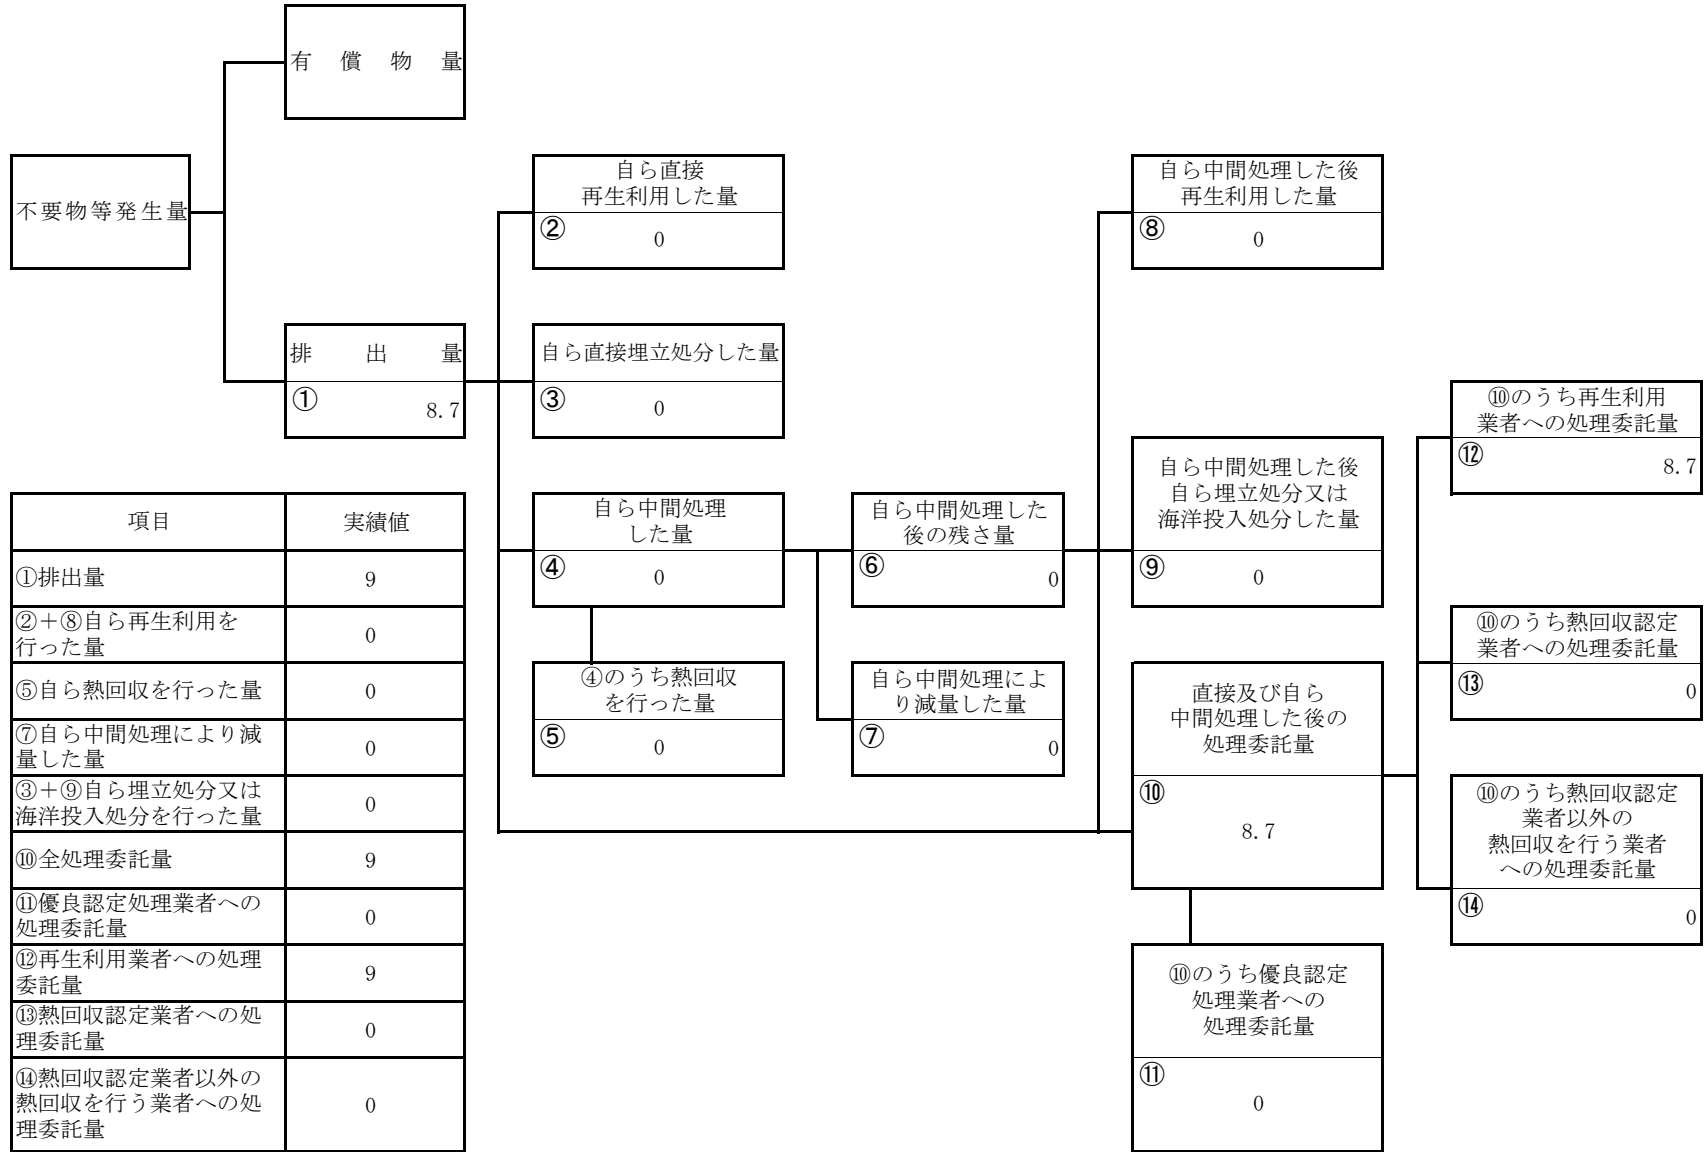 有償物量
不要物等発生量
排出量
①
8.7
自ら直接
再生利用した量
②
0
自ら直接埋立処分した量
③
0
自ら中間処理
した量
④
0
④のうち熱回収
を行った量
⑤
0
自ら中間処理した
後の残さ量
⑥
0
自ら中間処理によ
り減量した量
⑦
0
自ら中間処理した後
再生利用した量
⑧
0
自ら中間処理した後
自ら埋立処分又は
海洋投入処分した量
⑨
0
直接及び自ら
中間処理した後の
処理委託量
⑩
8.7
⑩のうち優良認定
処理業者への
処理委託量
⑪
0
⑩のうち再生利用
業者への処理委託量
⑫
8.7
⑩のうち熱回収認定
業者への処理委託量
⑬
0
⑩のうち熱回収認定
業者以外の
熱回収を行う業者
への処理委託量
⑭
0
項目 実績値
①排出量 9
②＋⑧自ら再生利用を
行った量 0
⑤自ら熱回収を行った量 0
⑦自ら中間処理により減
量した量 0
③＋⑨自ら埋立処分又は
海洋投入処分を行った量 0
⑩全処理委託量 9
⑪優良認定処理業者への
処理委託量 0
⑫再生利用業者への処理
委託量 9
⑬熱回収認定業者への処
理委託量 0
⑭熱回収認定業者以外の
熱回収を行う業者への処
理委託量 0